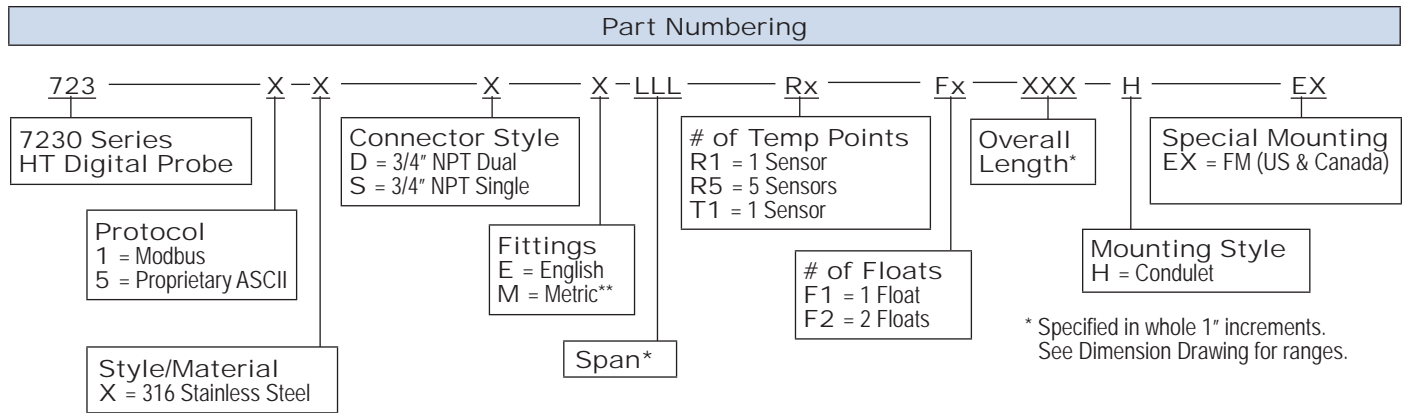 Part Numbering
723 X - X X X - LLL Rx Fx XXX - H EX
7230 Series
HT Digital Probe
Connector Style
D = 3/4" NPT Dual
S = 3/4" NPT Single
# of Temp Points
R1 = 1 Sensor
R5 = 5 Sensors
T1 = 1 Sensor
Overall
Length*
Special Mounting
EX = FM (US & Canada)
Protocol
1 = Modbus
5 = Proprietary ASCII
Fittings
E = English
M = Metric**
# of Floats
F1 = 1 Float
F2 = 2 Floats
Mounting Style
H = Condulet
Style/Material
X = 316 Stainless Steel
Span*
* Specified in whole 1" increments.
See Dimension Drawing for ranges.